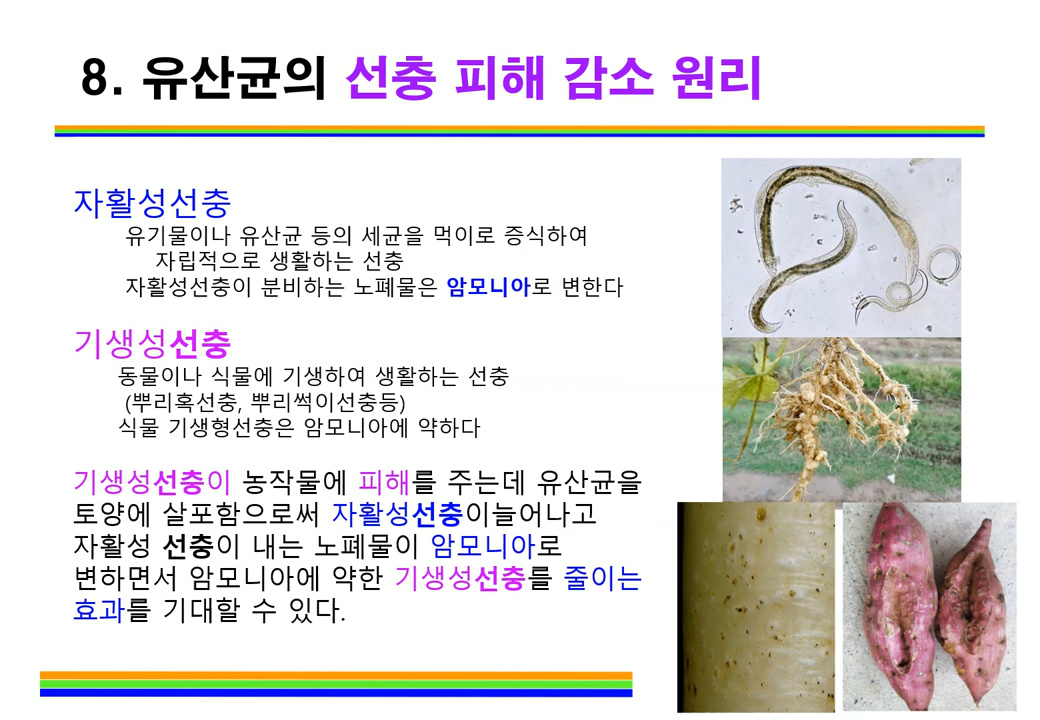 8. 유산균의 선충 피해 감소 원리
자활성선충
유기물이나 유산균 등의 세균을 먹이로 증식하여
자립적으로 생활하는 선충
자활성선충이 분비하는 노폐물은 암모니아로 변한다
기생성선충
동물이나 식물에 기생하여 생활하는 선충
(뿌리혹선충, 뿌리썩이선충등)
식물 기생형선충은 암모니아에 약하다
기생성선충이 농작물에 피해를 주는데 유산균을
토양에 살포함으로써 자활성선충이늘어나고
자활성 선충이 내는 노폐물이 암모니아로
변하면서 암모니아에 약한 기생성선충를 줄이는
효과를 기대할 수 있다.